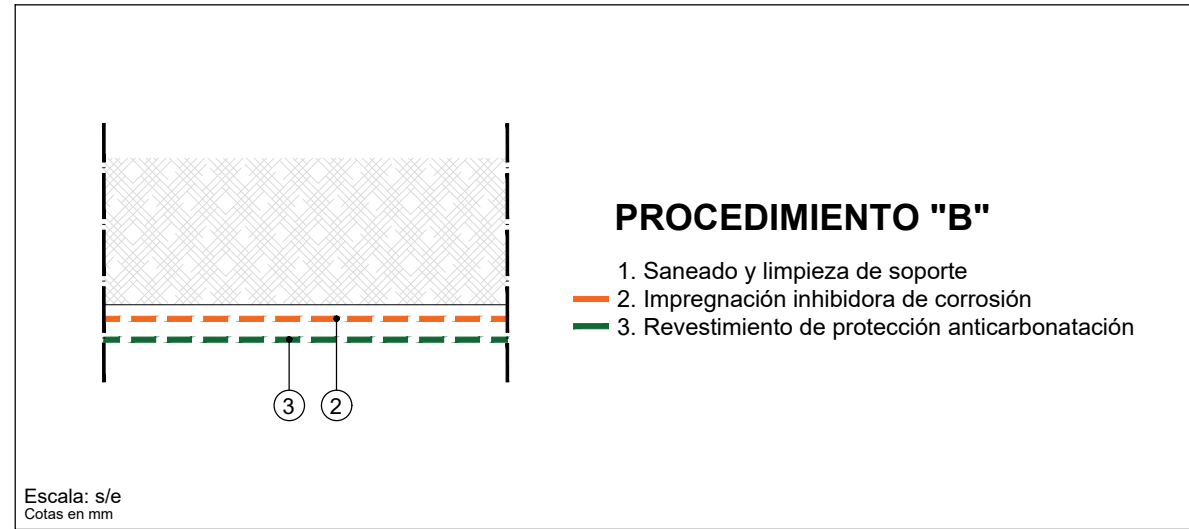 PROCEDIMIENTO "B"
1. Saneado y limpieza de soporte
2. Impregnación inhibidora de corrosión
3. Revestimiento de protección anticarbonatación
3 2
Escala: s/e
Cotas en mm